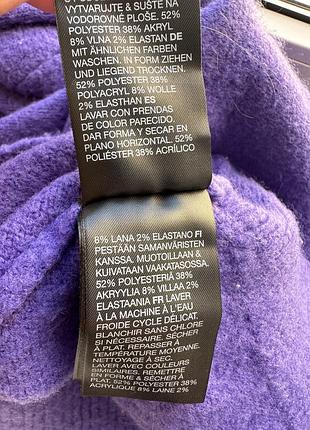 VYTVARUJTE & SUŠTE NA
VODOROVNÉ PLOŠE. 52%
POLYESTER 38% AKRYL
8% VLNA 2% ELASTAN DE
MIT ÄHNLICHEN FARBEN
WASCHEN. IN FORM ZIEHEN
UND LIEGEND TROCKNEN.
52% POLYESTER 38%
POLYACRYL 8% WOLLE
2% ELASTHAN ES
LAVAR CON PRENDAS
DE COLOR PARECIDO.
DAR FORMA Y SECAR EN
PLANO HORIZONTAL. 52%
POLIÉSTER 38% ACRÍLICO
8% LANA 2% ELASTANO FI
PESTÄÄN SAMANVÄRISTEN
KANSSA. MUOTOILLAAN &
KUIVATAAN VAAKATASOSSA.
52% POLYESTERIÄ 38%
AKRYYLIA 8% VILLAA 2%
ELASTAANIA FR LAVER
À LA MACHINE À L'EAU
FROIDE CYCLE DÉLICAT.
BLANCHIR SANS CHLORE
SI NÉCESSAIRE. SÉCHER
À PLAT. REPASSER À
TEMPÉRATURE MOYENNE.
NETTOYAGE À SEC.
LAVER AVEC COULEURS
SIMILAIRES. REMETTRE
EN FORME & SÉCHER À
PLAT. 52% POLYESTER 38%
ACRYLIQUE 8% LAINE 2%